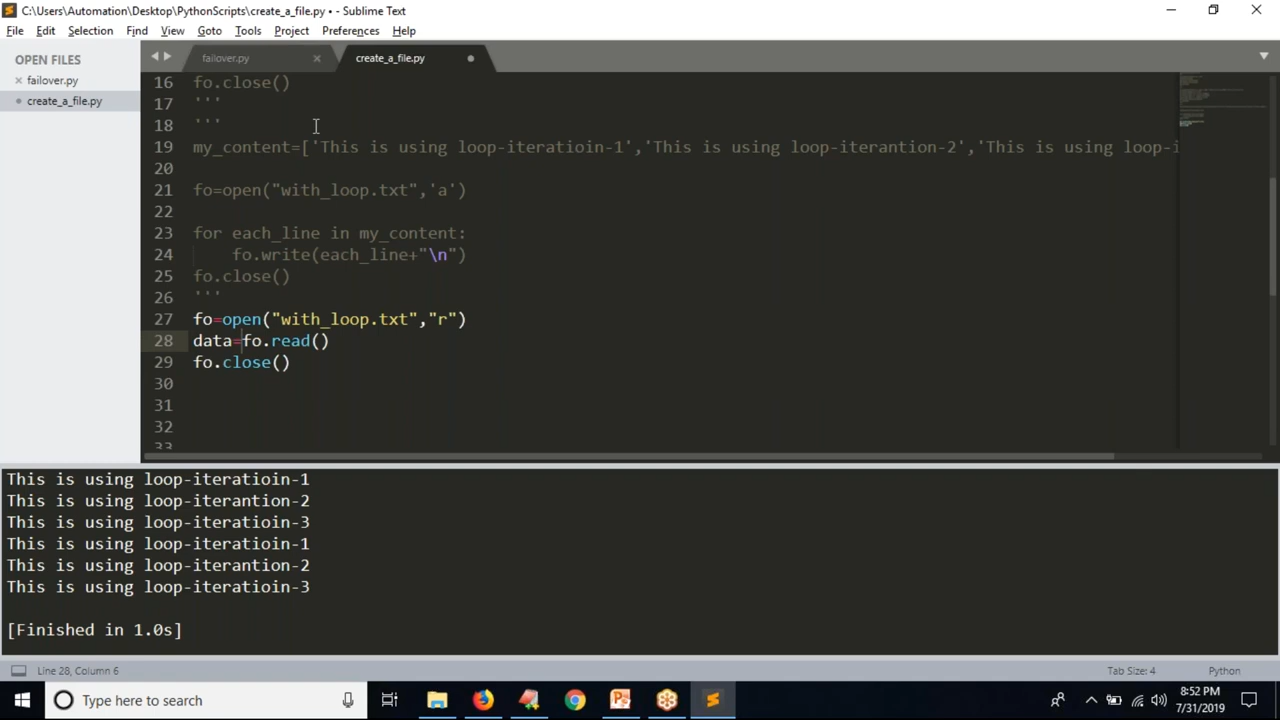 C:\Users\Automation\Desktop\PythonScripts\create_a_file.py • - Sublime Text
File Edit Selection Find View Goto Tools Project Preferences Help
OPEN FILES
failover.py
create_a_file.py
failover.py
create_a_file.py
16 fo.close()
17 '''
18 '''
19 my_content=['This is using loop-iteratioin-1','This is using loop-iterantion-2','This is using loop-i
20
21 fo=open("with_loop.txt",'a')
22
23 for each_line in my_content:
24 fo.write(each_line+"\n")
25 fo.close()
26 '''
27 fo=open("with_loop.txt","r")
28 data=fo.read()
29 fo.close()
30
31
32
33
This is using loop-iteratioin-1
This is using loop-iterantion-2
This is using loop-iteratioin-3
This is using loop-iteratioin-1
This is using loop-iterantion-2
This is using loop-iteratioin-3
[Finished in 1.0s]
Line 28, Column 6
Tab Size: 4
Python
Type here to search
8:52 PM
7/31/2019